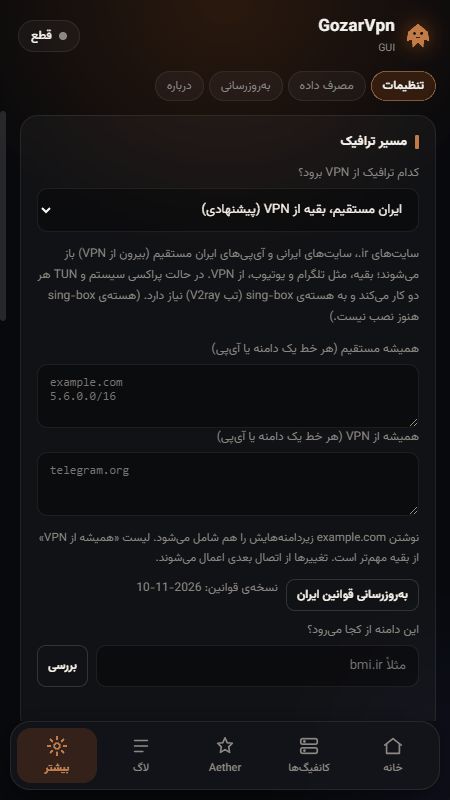 GozarVpn
GUI
قطع
تنظیمات
مصرف داده
به‌روزرسانی
درباره
مسیر ترافیک
کدام ترافیک از VPN برود؟
ایران مستقیم، بقیه از VPN (پیشنهادی)
سایت‌های ir.، سایت‌های ایرانی و آی‌پی‌های ایران مستقیم (بیرون از VPN) باز
می‌شوند؛ بقیه، مثل تلگرام و یوتیوب، از VPN. در حالت پراکسی سیستم و TUN هر
دو کار می‌کند و به هسته‌ی sing-box (تب V2ray) نیاز دارد. (هسته‌ی sing-box
هنوز نصب نیست.)
همیشه مستقیم (هر خط یک دامنه یا آی‌پی)
example.com
5.6.0.0/16
همیشه از VPN (هر خط یک دامنه یا آی‌پی)
telegram.org
نوشتن example.com زیردامنه‌هایش را هم شامل می‌شود. لیست «همیشه از VPN»
از بقیه مهم‌تر است. تغییرها از اتصال بعدی اعمال می‌شوند.
به‌روزرسانی قوانین ایران
نسخه‌ی قوانین: 2026-11-10
این دامنه از کجا می‌رود؟
مثلاً bmi.ir
بررسی
خانه
کانفیگ‌ها
Aether
لاگ
بیشتر